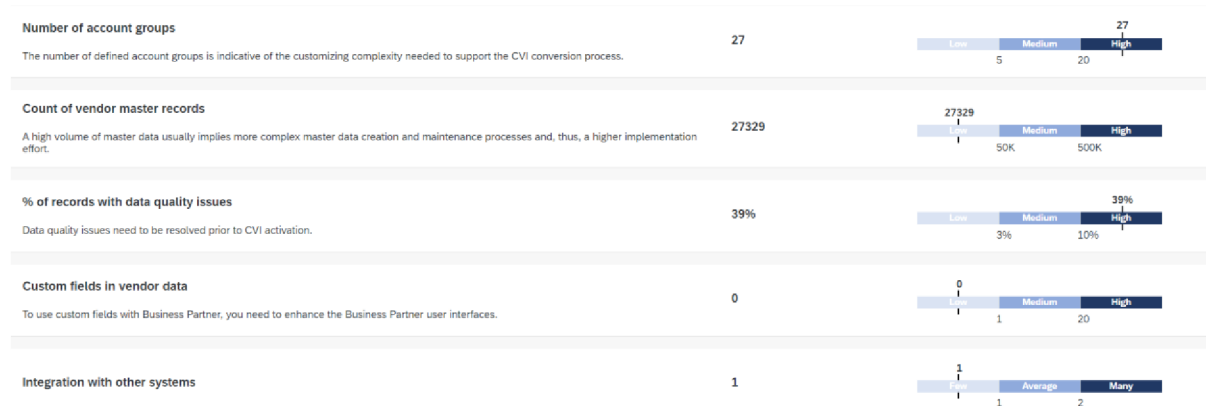 Number of account groups
The number of defined account groups is indicative of the customizing complexity needed to support the CVI conversion process.
27
27
Low Medium High
5 20
Count of vendor master records
A high volume of master data usually implies more complex master data creation and maintenance processes and, thus, a higher implementation
effort.
27329
27329
Low Medium High
50K 500K
% of records with data quality issues
Data quality issues need to be resolved prior to CVI activation.
39%
39%
Low Medium High
3% 10%
Custom fields in vendor data
To use custom fields with Business Partner, you need to enhance the Business Partner user interfaces.
0
0
Low Medium High
1 20
Integration with other systems
1
1
Few Average Many
1 2